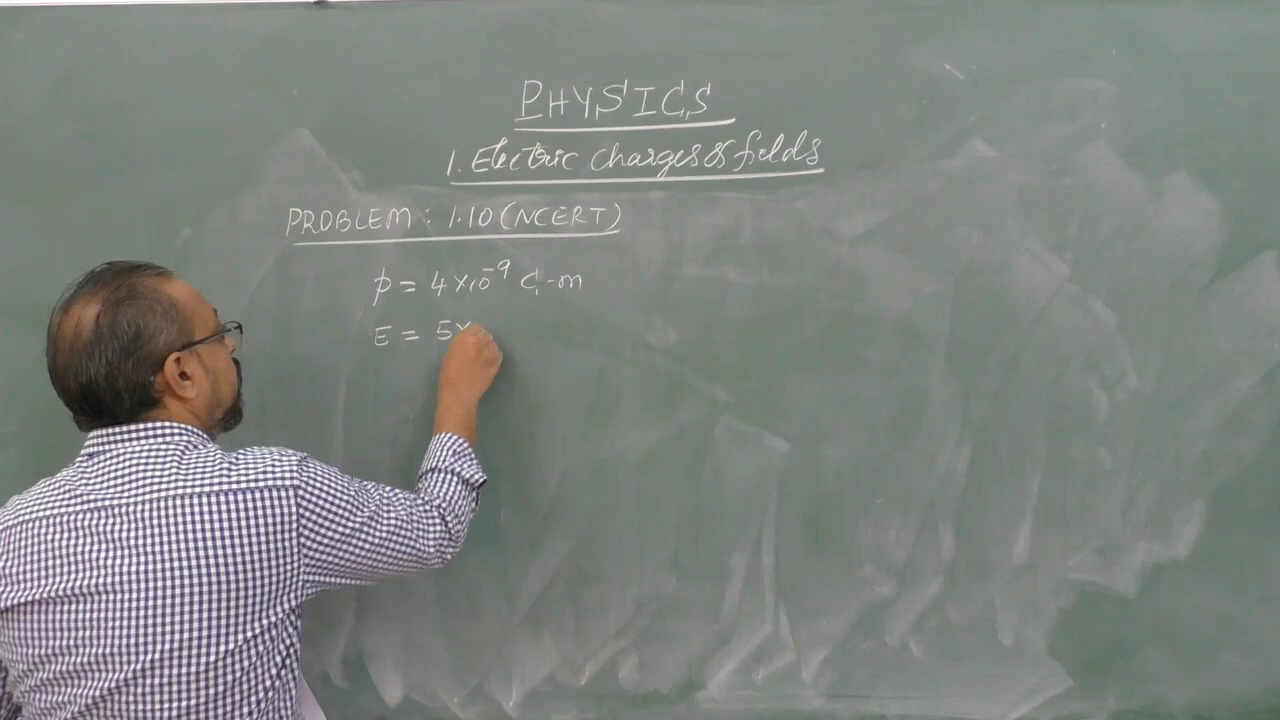 PHYSICS
1. Electric charges & fields
PROBLEM: 1.10 (NCERT)
p = 4×10⁻⁹ C-m
E = 5×